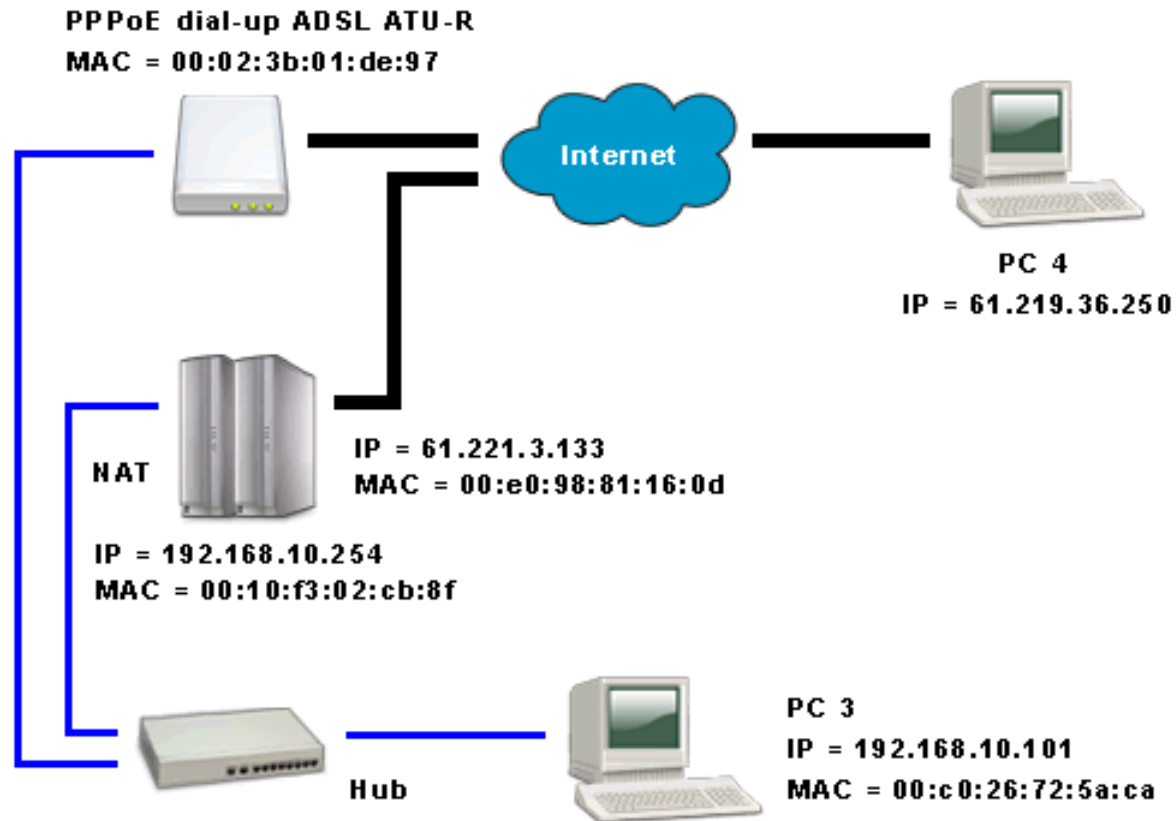 PPPoE dial-up ADSL ATU-R
MAC = 00:02:3b:01:de:97
Internet
PC 4
IP = 61.219.36.250
NAT
IP = 61.221.3.133
MAC = 00:e0:98:81:16:0d
IP = 192.168.10.254
MAC = 00:10:f3:02:cb:8f
Hub
PC 3
IP = 192.168.10.101
MAC = 00:c0:26:72:5a:ca